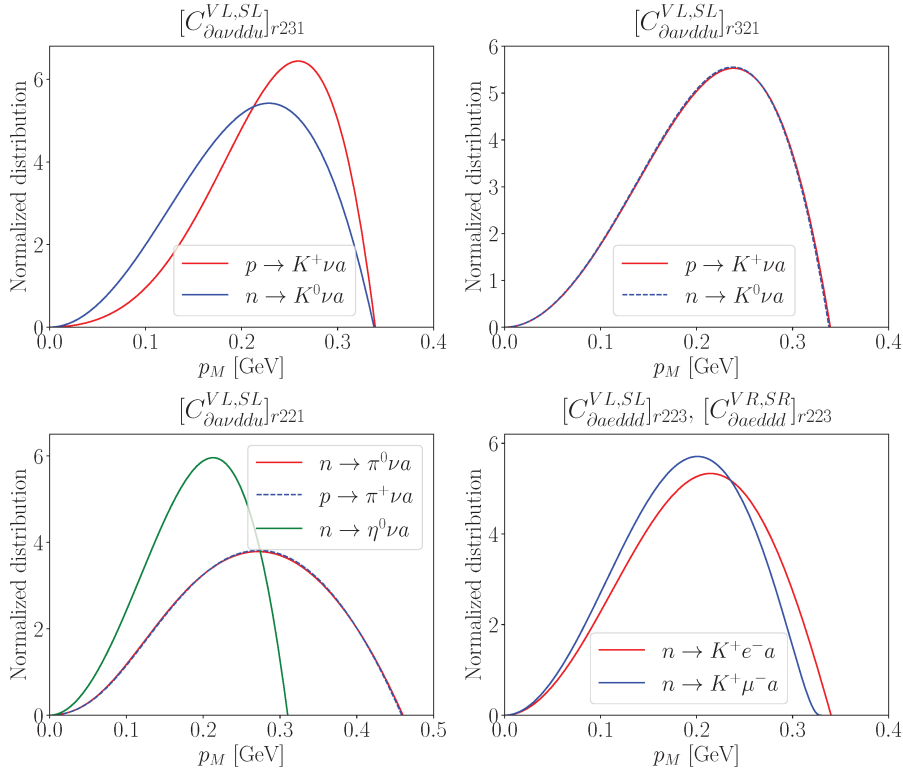 [C^{VL,SL}_{∂aνddu}]_{r231}
Normalized distribution
6
4
2
0
p → K⁺νa
n → K⁰νa
0.0 0.1 0.2 0.3 0.4
p_M [GeV]
[C^{VL,SL}_{∂aνddu}]_{r321}
Normalized distribution
6
5
4
3
2
1
0
p → K⁺νa
n → K⁰νa
0.0 0.1 0.2 0.3 0.4
p_M [GeV]
[C^{VL,SL}_{∂aνddu}]_{r221}
Normalized distribution
6
4
2
0
n → π⁰νa
p → π⁺νa
n → η⁰νa
0.0 0.1 0.2 0.3 0.4 0.5
p_M [GeV]
[C^{VL,SL}_{∂aeddd}]_{r223}, [C^{VR,SR}_{∂aeddd}]_{r223}
Normalized distribution
6
4
2
0
n → K⁺e⁻a
n → K⁺μ⁻a
0.0 0.1 0.2 0.3 0.4
p_M [GeV]